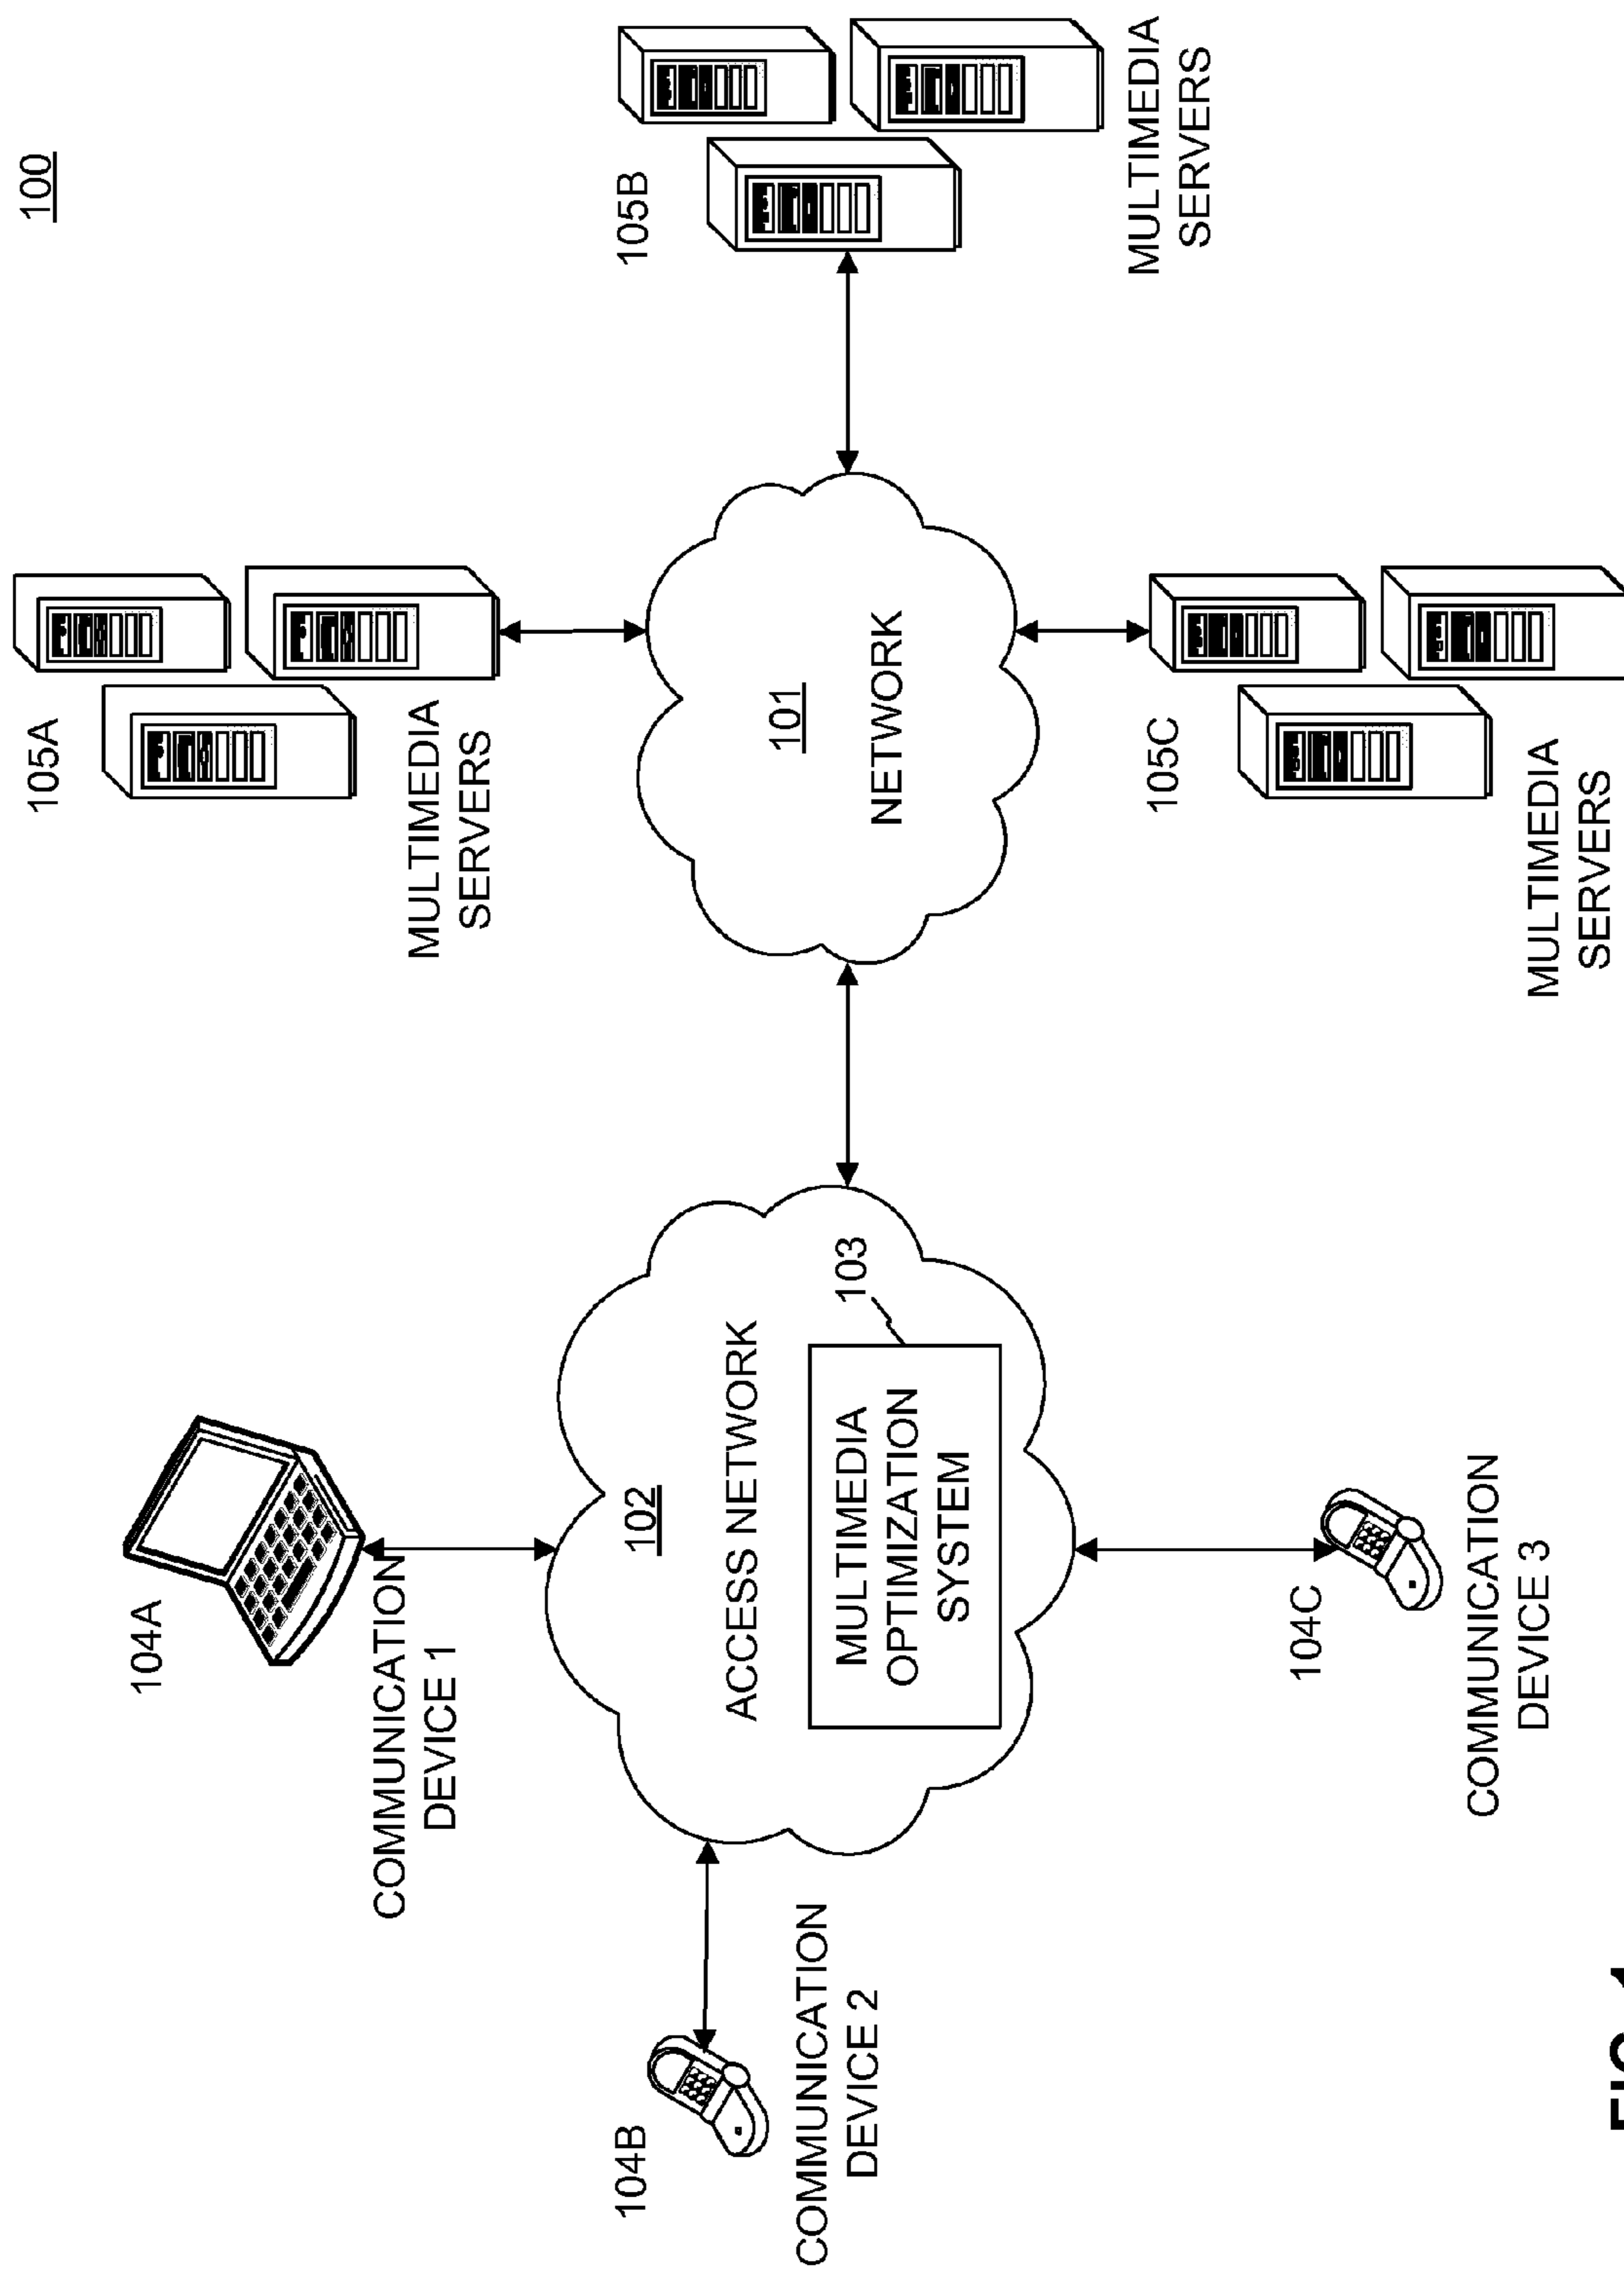 100
104A
COMMUNICATION
DEVICE 1
104B
COMMUNICATION
DEVICE 2
102
ACCESS NETWORK
103
MULTIMEDIA
OPTIMIZATION
SYSTEM
104C
COMMUNICATION
DEVICE 3
105A
MULTIMEDIA
SERVERS
101
NETWORK
105B
MULTIMEDIA
SERVERS
105C
MULTIMEDIA
SERVERS